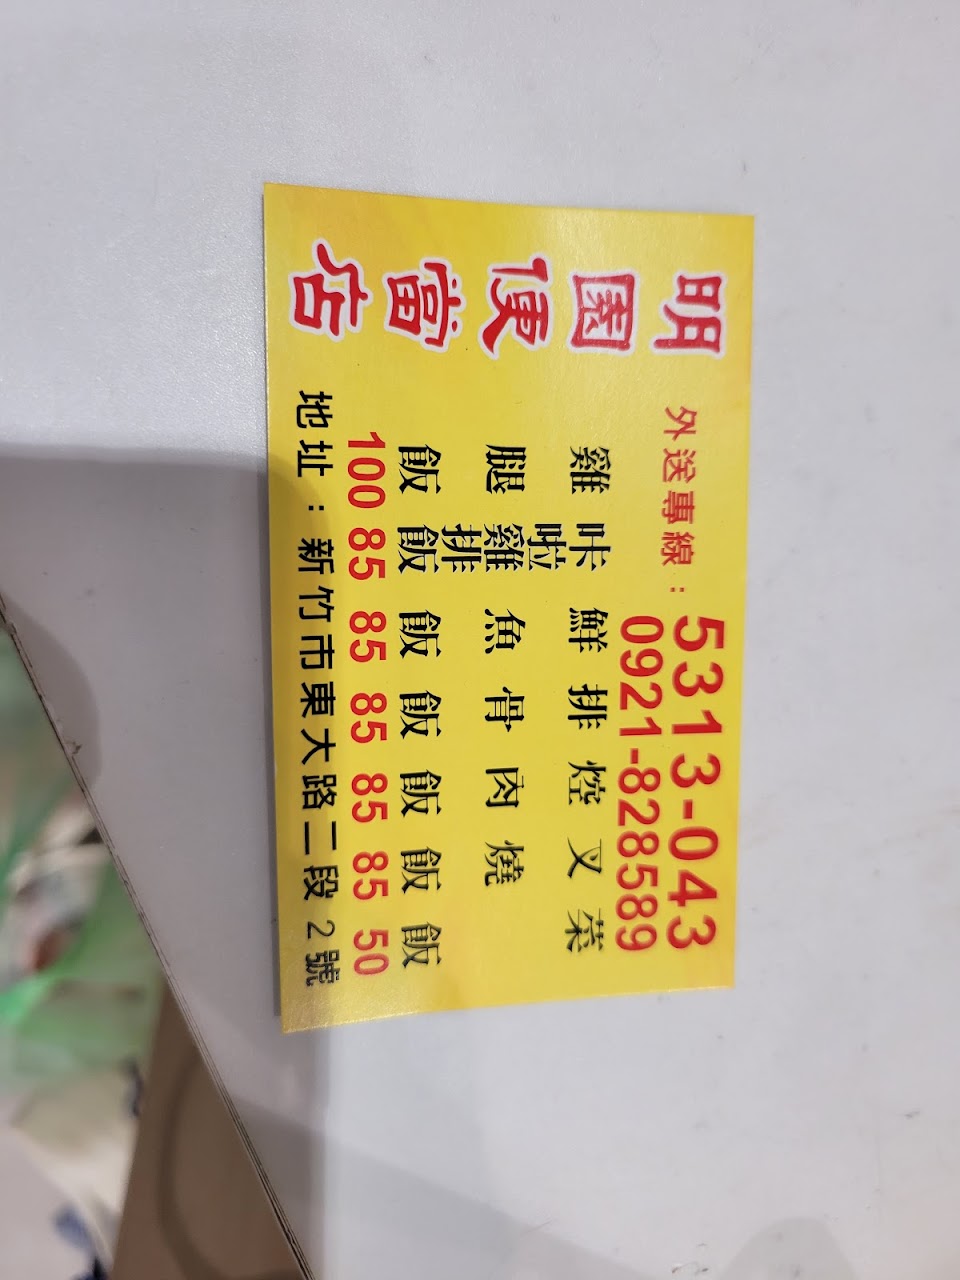 明園便當店
外送專線：5313-043
0921-828589
雞腿飯 100
咔啦雞排飯 85
鮮魚飯 85
排骨飯 85
焢肉飯 85
叉燒飯 85
菜飯 50
地址：新竹市東大路二段2號